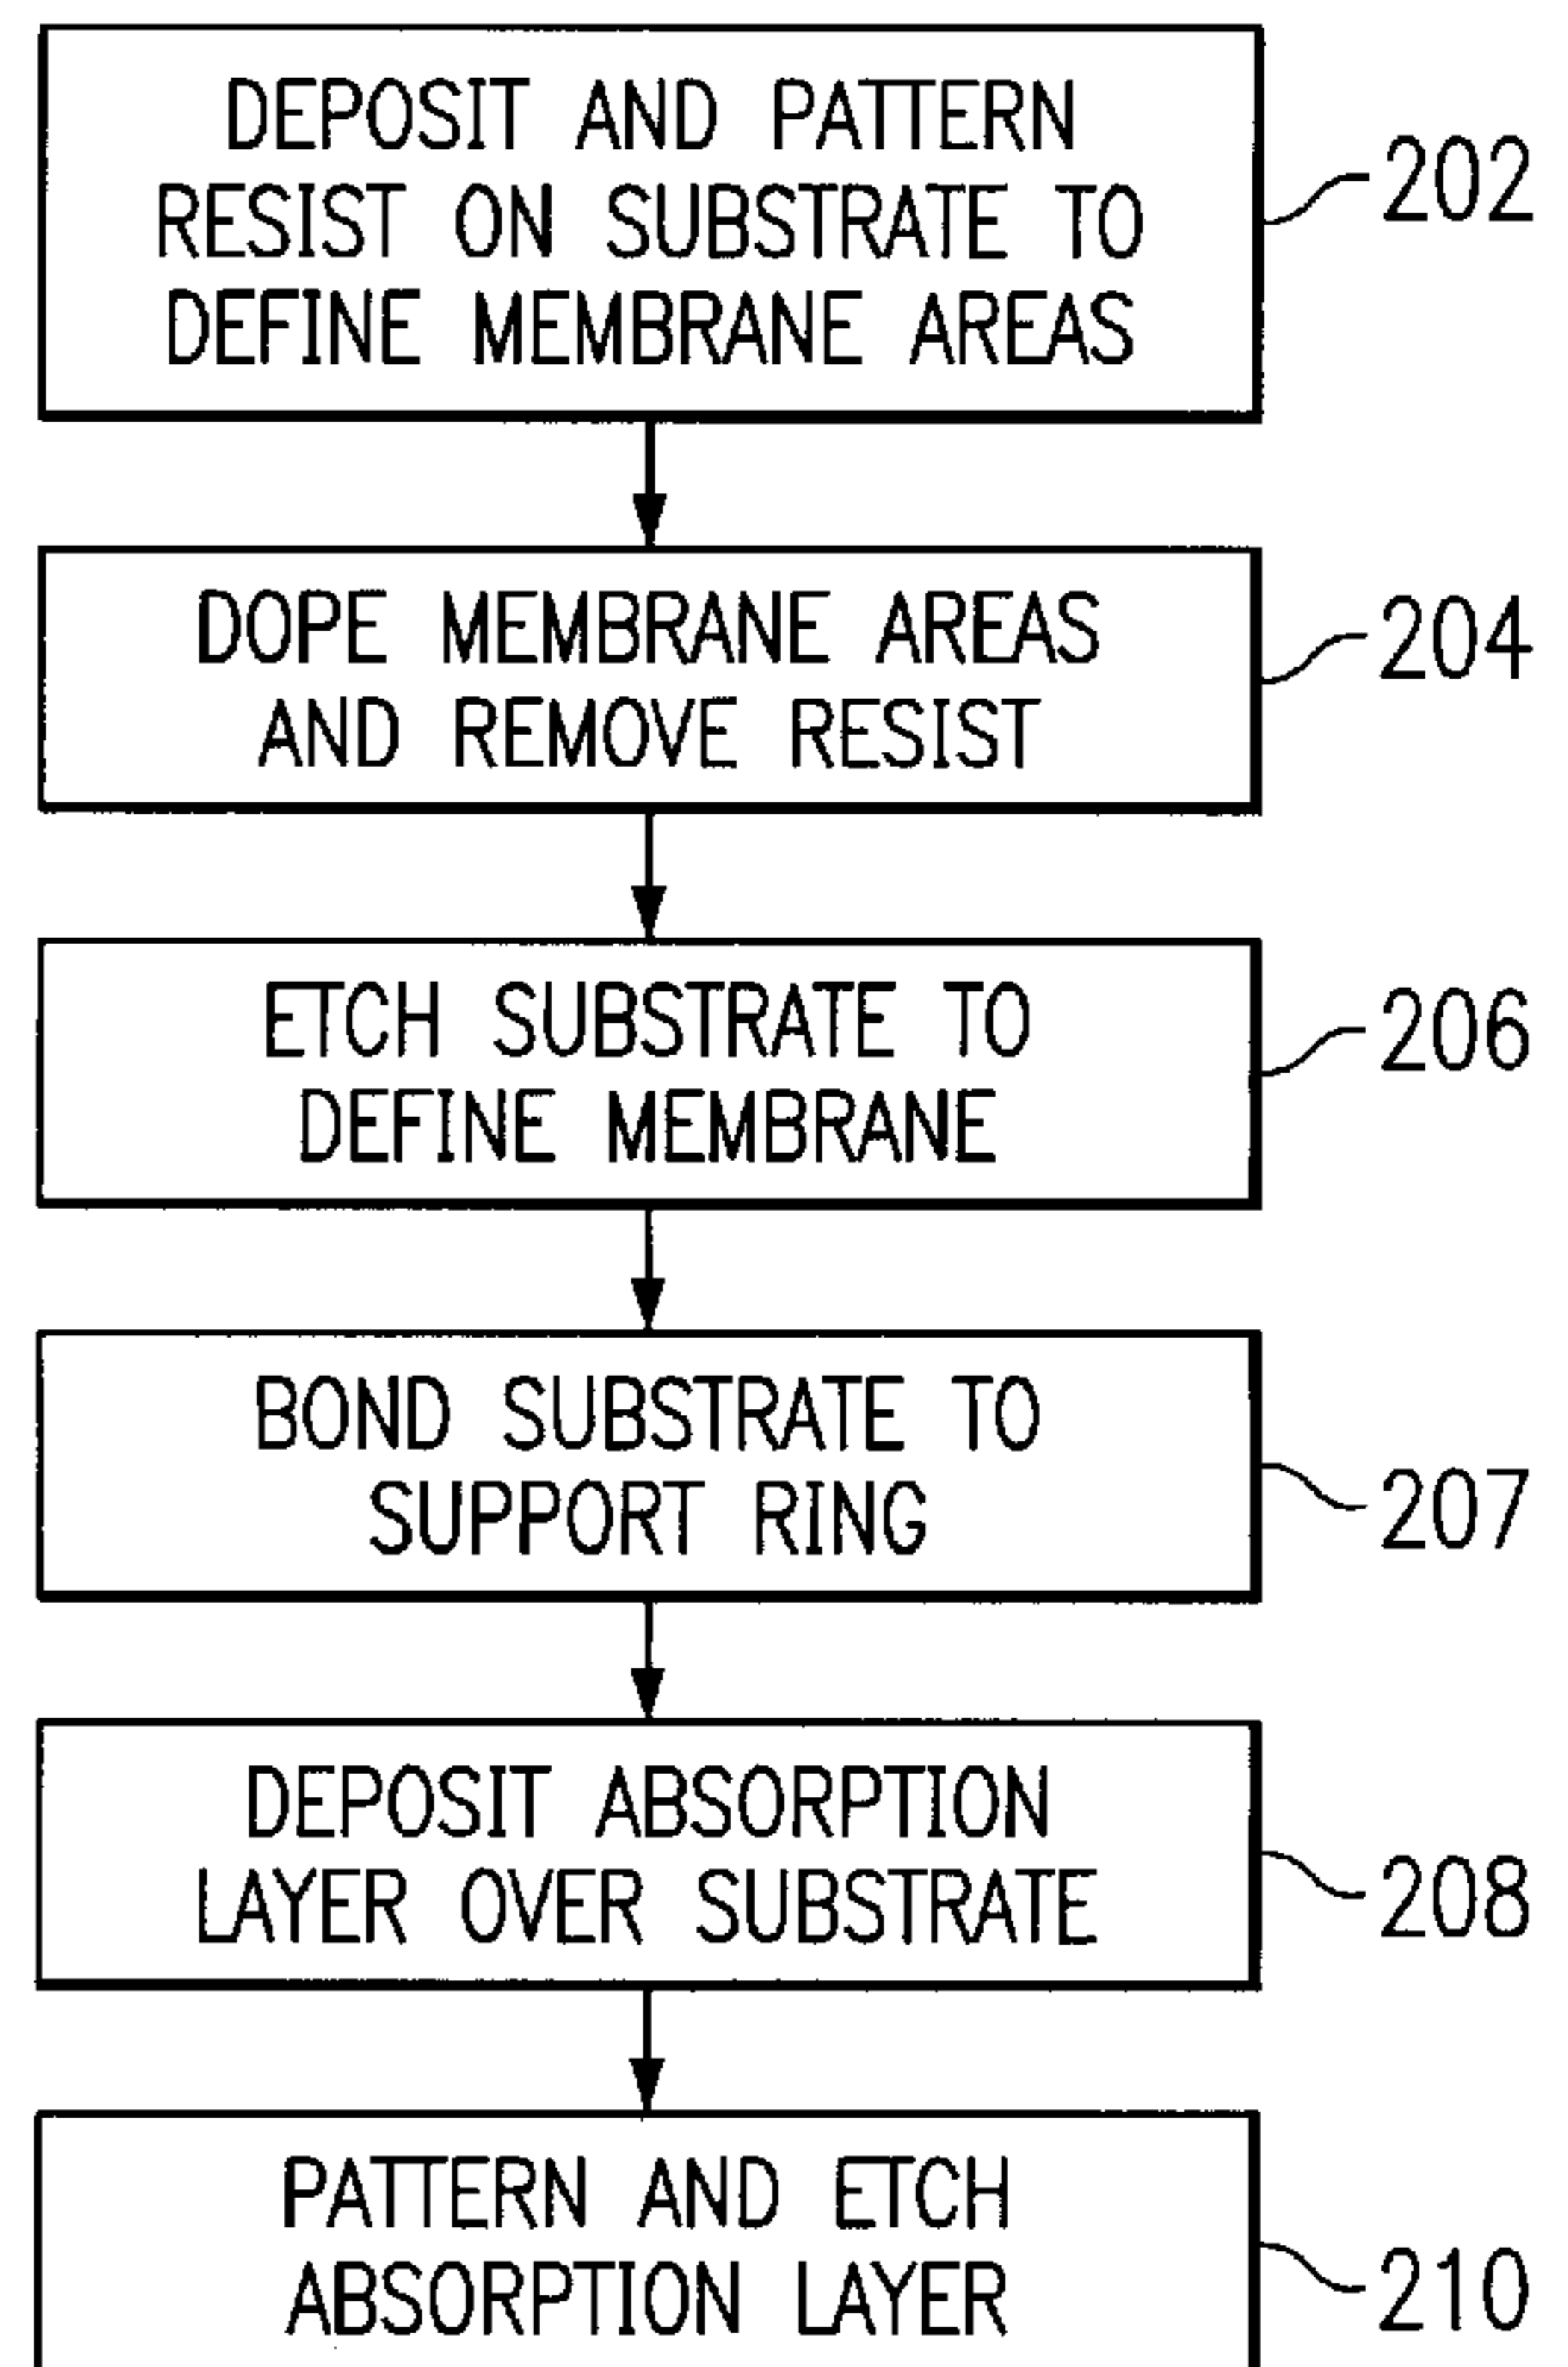 DEPOSIT AND PATTERN
RESIST ON SUBSTRATE TO
DEFINE MEMBRANE AREAS
202
DOPE MEMBRANE AREAS
AND REMOVE RESIST
204
ETCH SUBSTRATE TO
DEFINE MEMBRANE
206
BOND SUBSTRATE TO
SUPPORT RING
207
DEPOSIT ABSORPTION
LAYER OVER SUBSTRATE
208
PATTERN AND ETCH
ABSORPTION LAYER
210